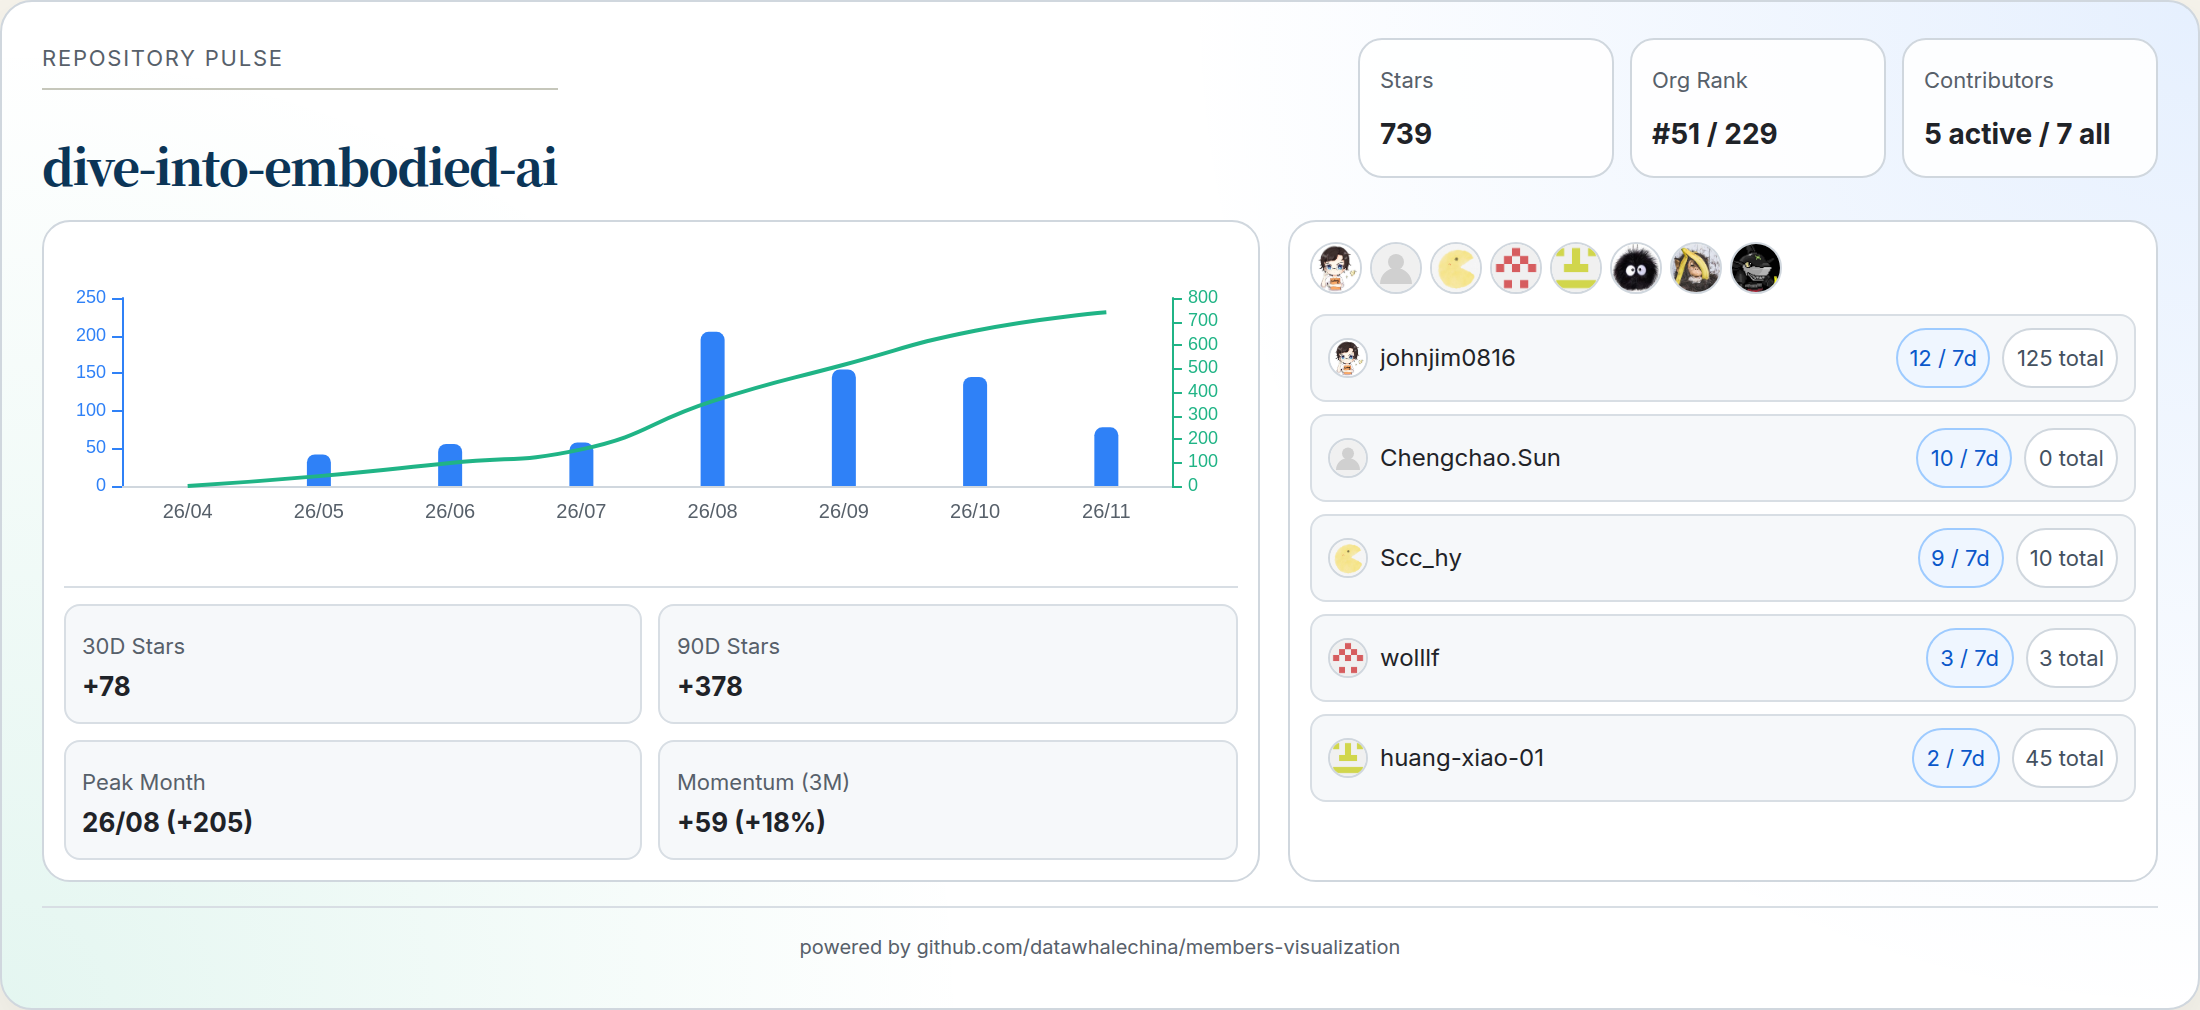 REPOSITORY PULSE
dive-into-embodied-ai
Stars
739
Org Rank
#51 / 229
Contributors
5 active / 7 all
250
200
150
100
50
0
800
700
600
500
400
300
200
100
0
26/04 26/05 26/06 26/07 26/08 26/09 26/10 26/11
30D Stars
+78
90D Stars
+378
Peak Month
26/08 (+205)
Momentum (3M)
+59 (+18%)
johnjim0816 12 / 7d 125 total
Chengchao.Sun 10 / 7d 0 total
Scc_hy 9 / 7d 10 total
wolllf 3 / 7d 3 total
huang-xiao-01 2 / 7d 45 total
powered by github.com/datawhalechina/members-visualization